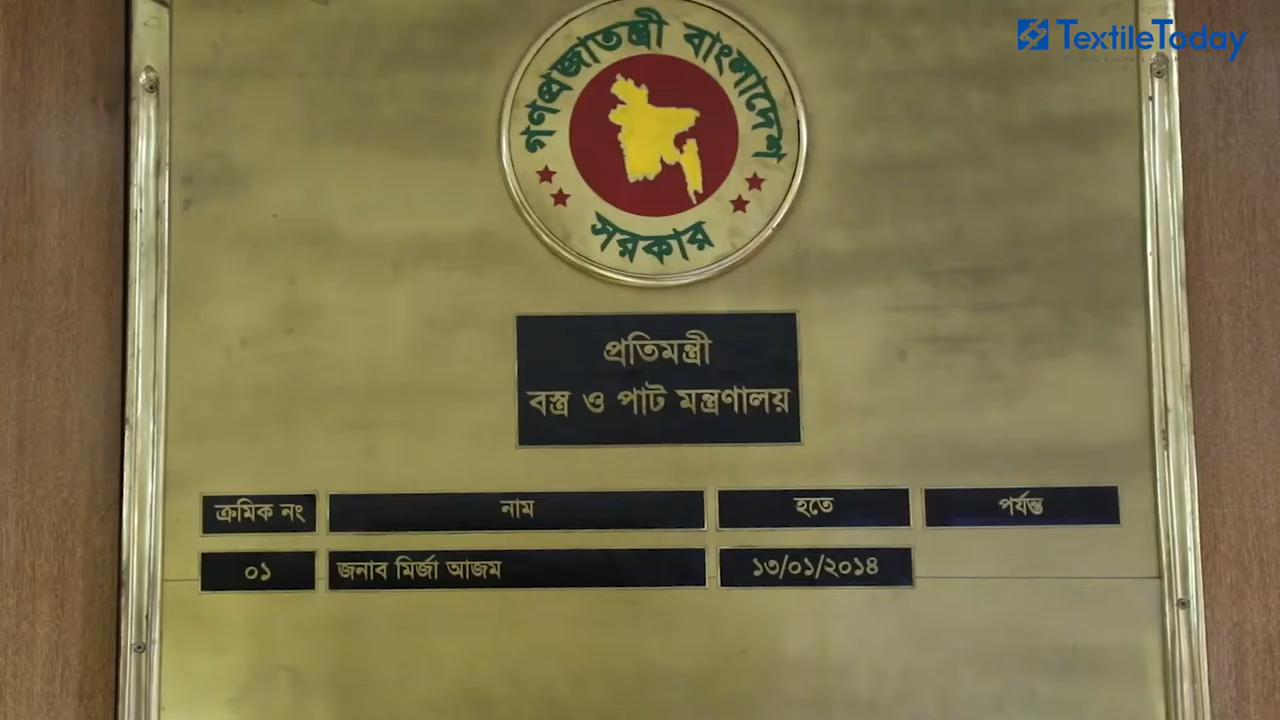 TextileToday
গণপ্রজাতন্ত্রী বাংলাদেশ
সরকার
প্রতিমন্ত্রী
বস্ত্র ও পাট মন্ত্রণালয়
ক্রমিক নং নাম হতে পর্যন্ত
০১ জনাব মির্জা আজম ১৩/০১/২০১৪